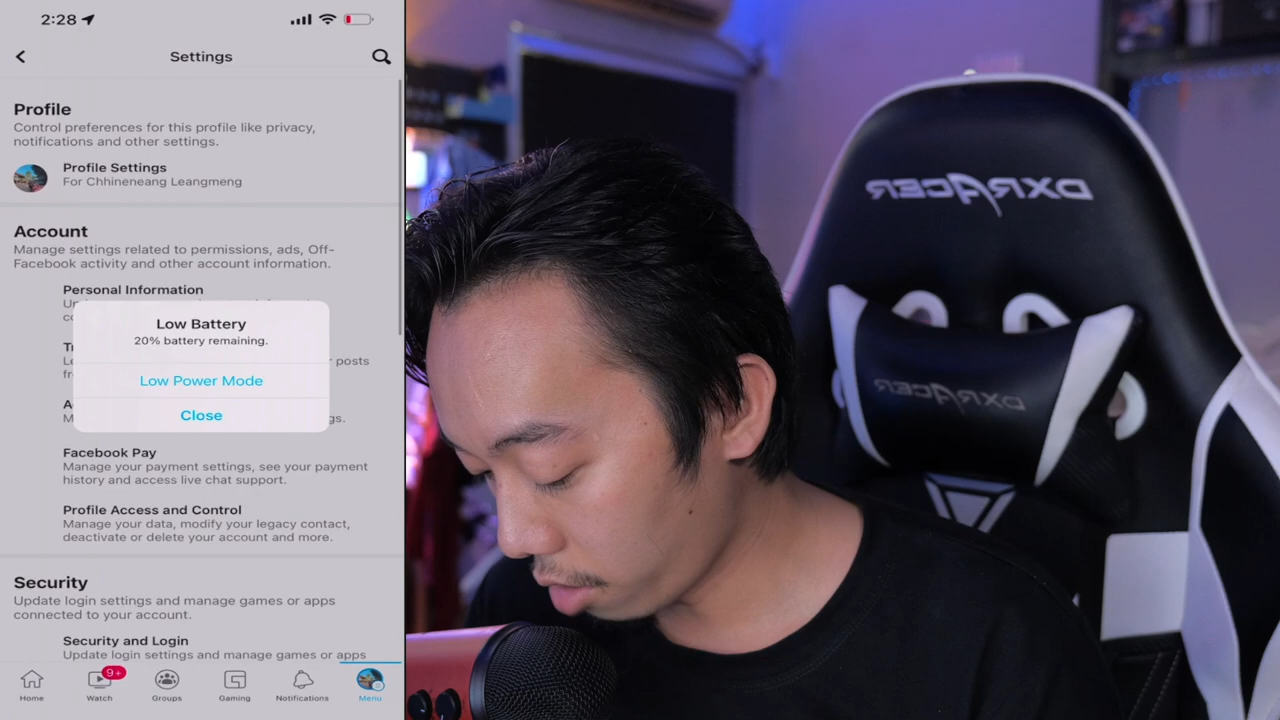 2:28
Settings
Profile
Control preferences for this profile like privacy,
notifications and other settings.
Profile Settings
For Chhineneang Leangmeng
Account
Manage settings related to permissions, ads, Off-
Facebook activity and other account information.
Personal Information
Low Battery
20% battery remaining.
posts
Low Power Mode
gs.
Close
Facebook Pay
Manage your payment settings, see your payment
history and access live chat support.
Profile Access and Control
Manage your data, modify your legacy contact,
deactivate or delete your account and more.
Security
Update login settings and manage games or apps
connected to your account.
Security and Login
Update login settings and manage games or apps
9+
Home Watch Groups Gaming Notifications Menu
DXRACER
DXRACER